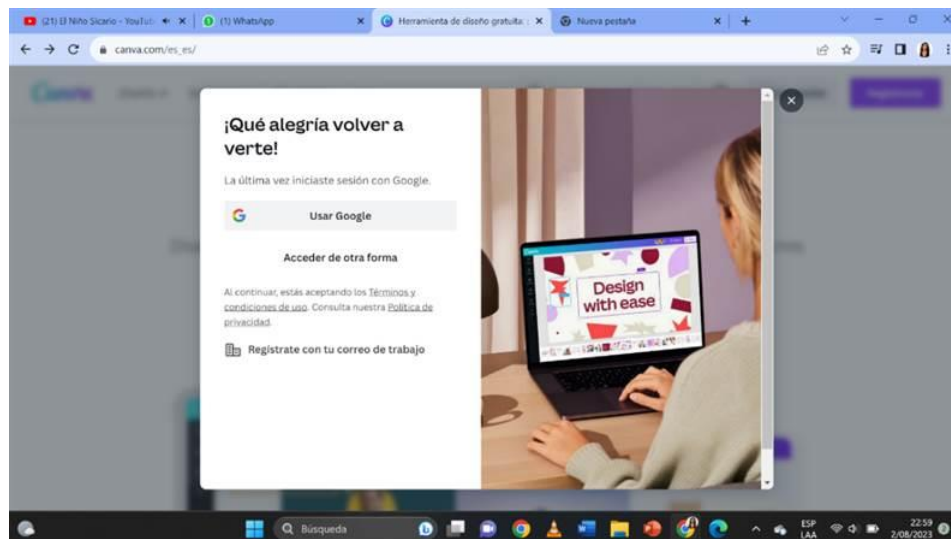 (21) El Niño Sicario - YouTub
(1) WhatsApp
Herramienta de diseño gratuita:
Nueva pestaña
canva.com/es_es/
Canva
¡Qué alegría volver a
verte!
La última vez iniciaste sesión con Google.
Usar Google
Acceder de otra forma
Al continuar, estás aceptando los Términos y
condiciones de uso. Consulta nuestra Política de
privacidad.
Regístrate con tu correo de trabajo
Design
with ease
Búsqueda
ESP
LAA
22:59
2/08/2023